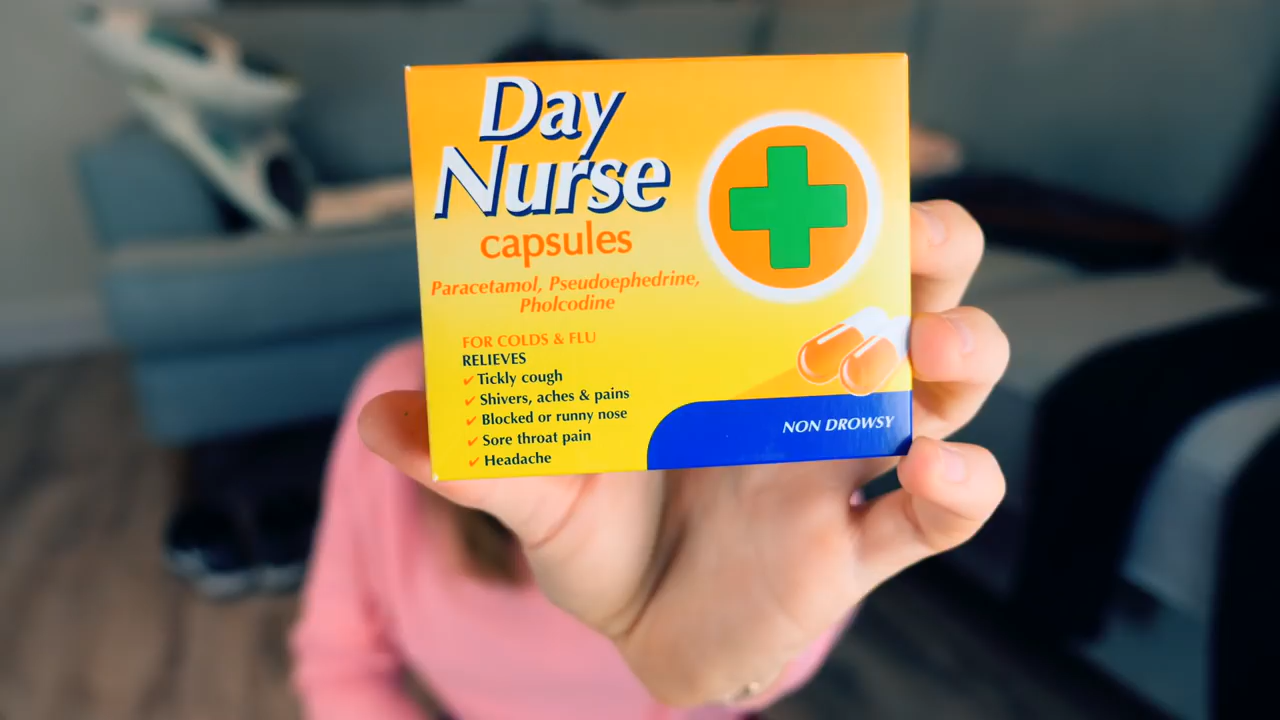 Day
Nurse
capsules
Paracetamol, Pseudoephedrine,
Pholcodine
FOR COLDS & FLU
RELIEVES
✔ Tickly cough
✔ Shivers, aches & pains
✔ Blocked or runny nose
✔ Sore throat pain
✔ Headache
NON DROWSY